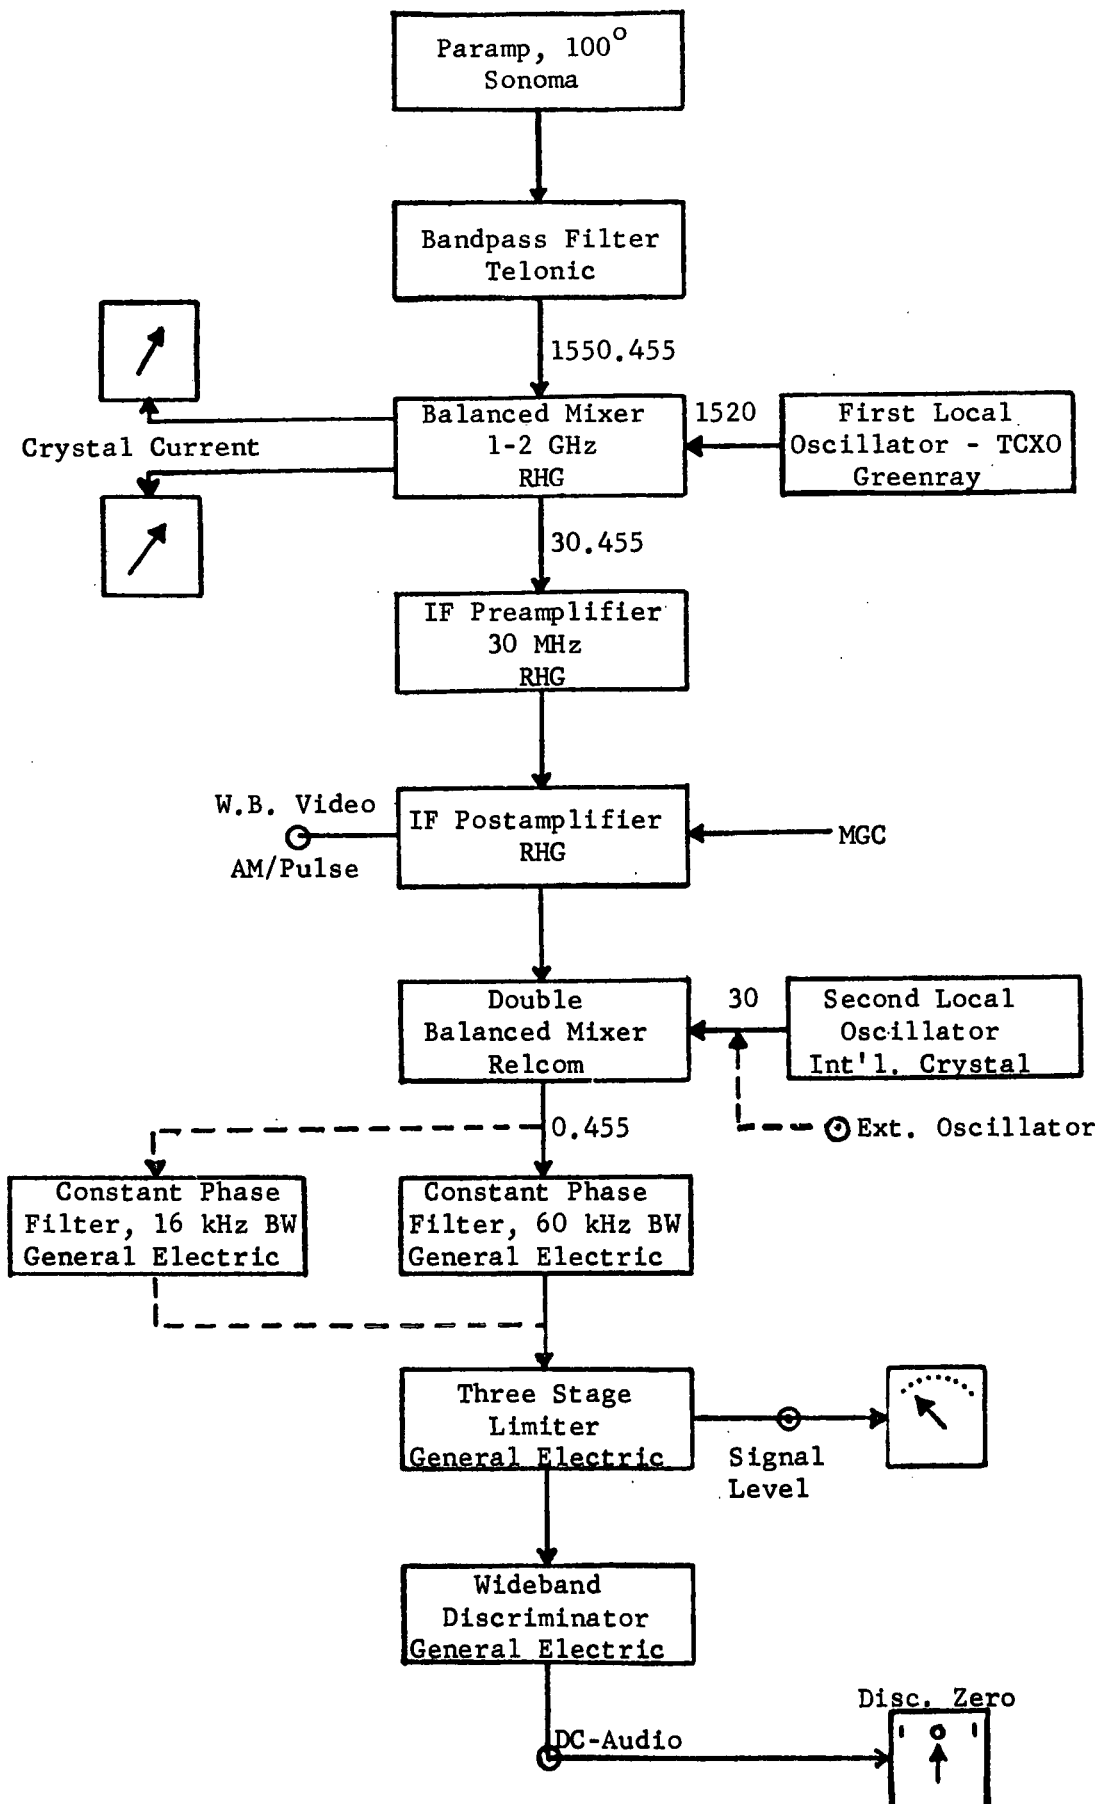 Paramp, 100°
Sonoma
Bandpass Filter
Telonic
1550.455
Crystal Current
Balanced Mixer
1-2 GHz
RHG
1520
First Local
Oscillator - TCXO
Greenray
30.455
IF Preamplifier
30 MHz
RHG
W.B. Video
AM/Pulse
IF Postamplifier
RHG
MGC
Double
Balanced Mixer
Relcom
30
Second Local
Oscillator
Int'l. Crystal
Ext. Oscillator
0.455
Constant Phase
Filter, 16 kHz BW
General Electric
Constant Phase
Filter, 60 kHz BW
General Electric
Three Stage
Limiter
General Electric
Signal
Level
Wideband
Discriminator
General Electric
DC-Audio
Disc. Zero